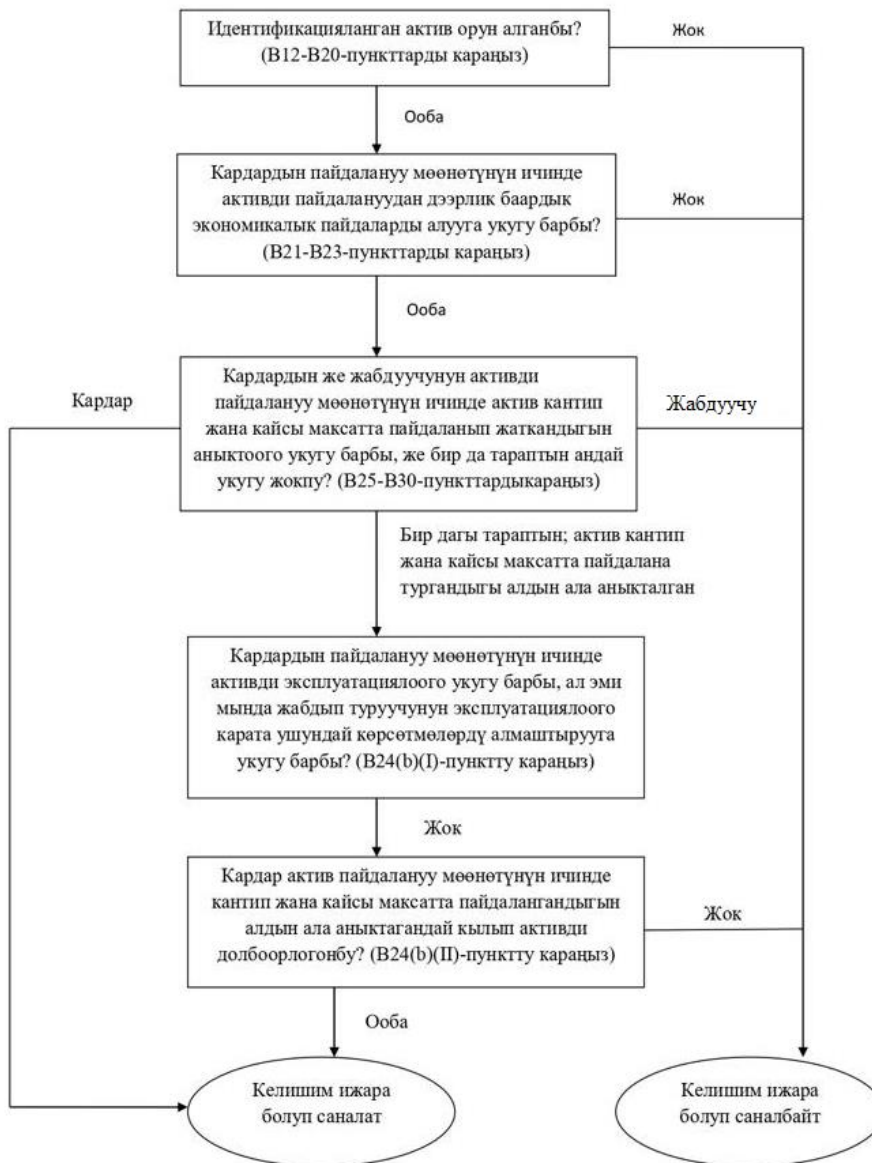 Идентификацияланган актив орун алганбы?
(В12-В20-пункттарды караңыз)
Жок
Ооба
Кардардын пайдалануу мөөнөтүнүн ичинде
активди пайдалануудан дээрлик баардык
экономикалык пайдаларды алууга укугу барбы?
(В21-В23-пункттарды караңыз)
Жок
Ооба
Кардардын же жабдуучунун активди
пайдалануу мөөнөтүнүн ичинде актив кантип
жана кайсы максатта пайдаланып жаткандыгын
аныктоого укугу барбы, же бир да тараптын андай
укугу жокпу? (В25-В30-пункттардыкараңыз)
Кардар
Жабдуучу
Бир дагы тараптын; актив кантип
жана кайсы максатта пайдалана
тургандыгы алдын ала аныкталган
Кардардын пайдалануу мөөнөтүнүн ичинде
активди эксплуатациялоого укугу барбы, ал эми
мында жабдып туруучунун эксплуатациялоого
карата ушундай көрсөтмөлөрдү алмаштырууга
укугу барбы? (В24(b)(I)-пунктту караңыз)
Жок
Кардар актив пайдалануу мөөнөтүнүн ичинде
кантип жана кайсы максатта пайдалангандыгын
алдын ала аныктагандай кылып активди
долбоорлогонбу? (В24(b)(II)-пунктту караңыз)
Жок
Ооба
Келишим ижара
болуп саналат
Келишим ижара
болуп саналбайт